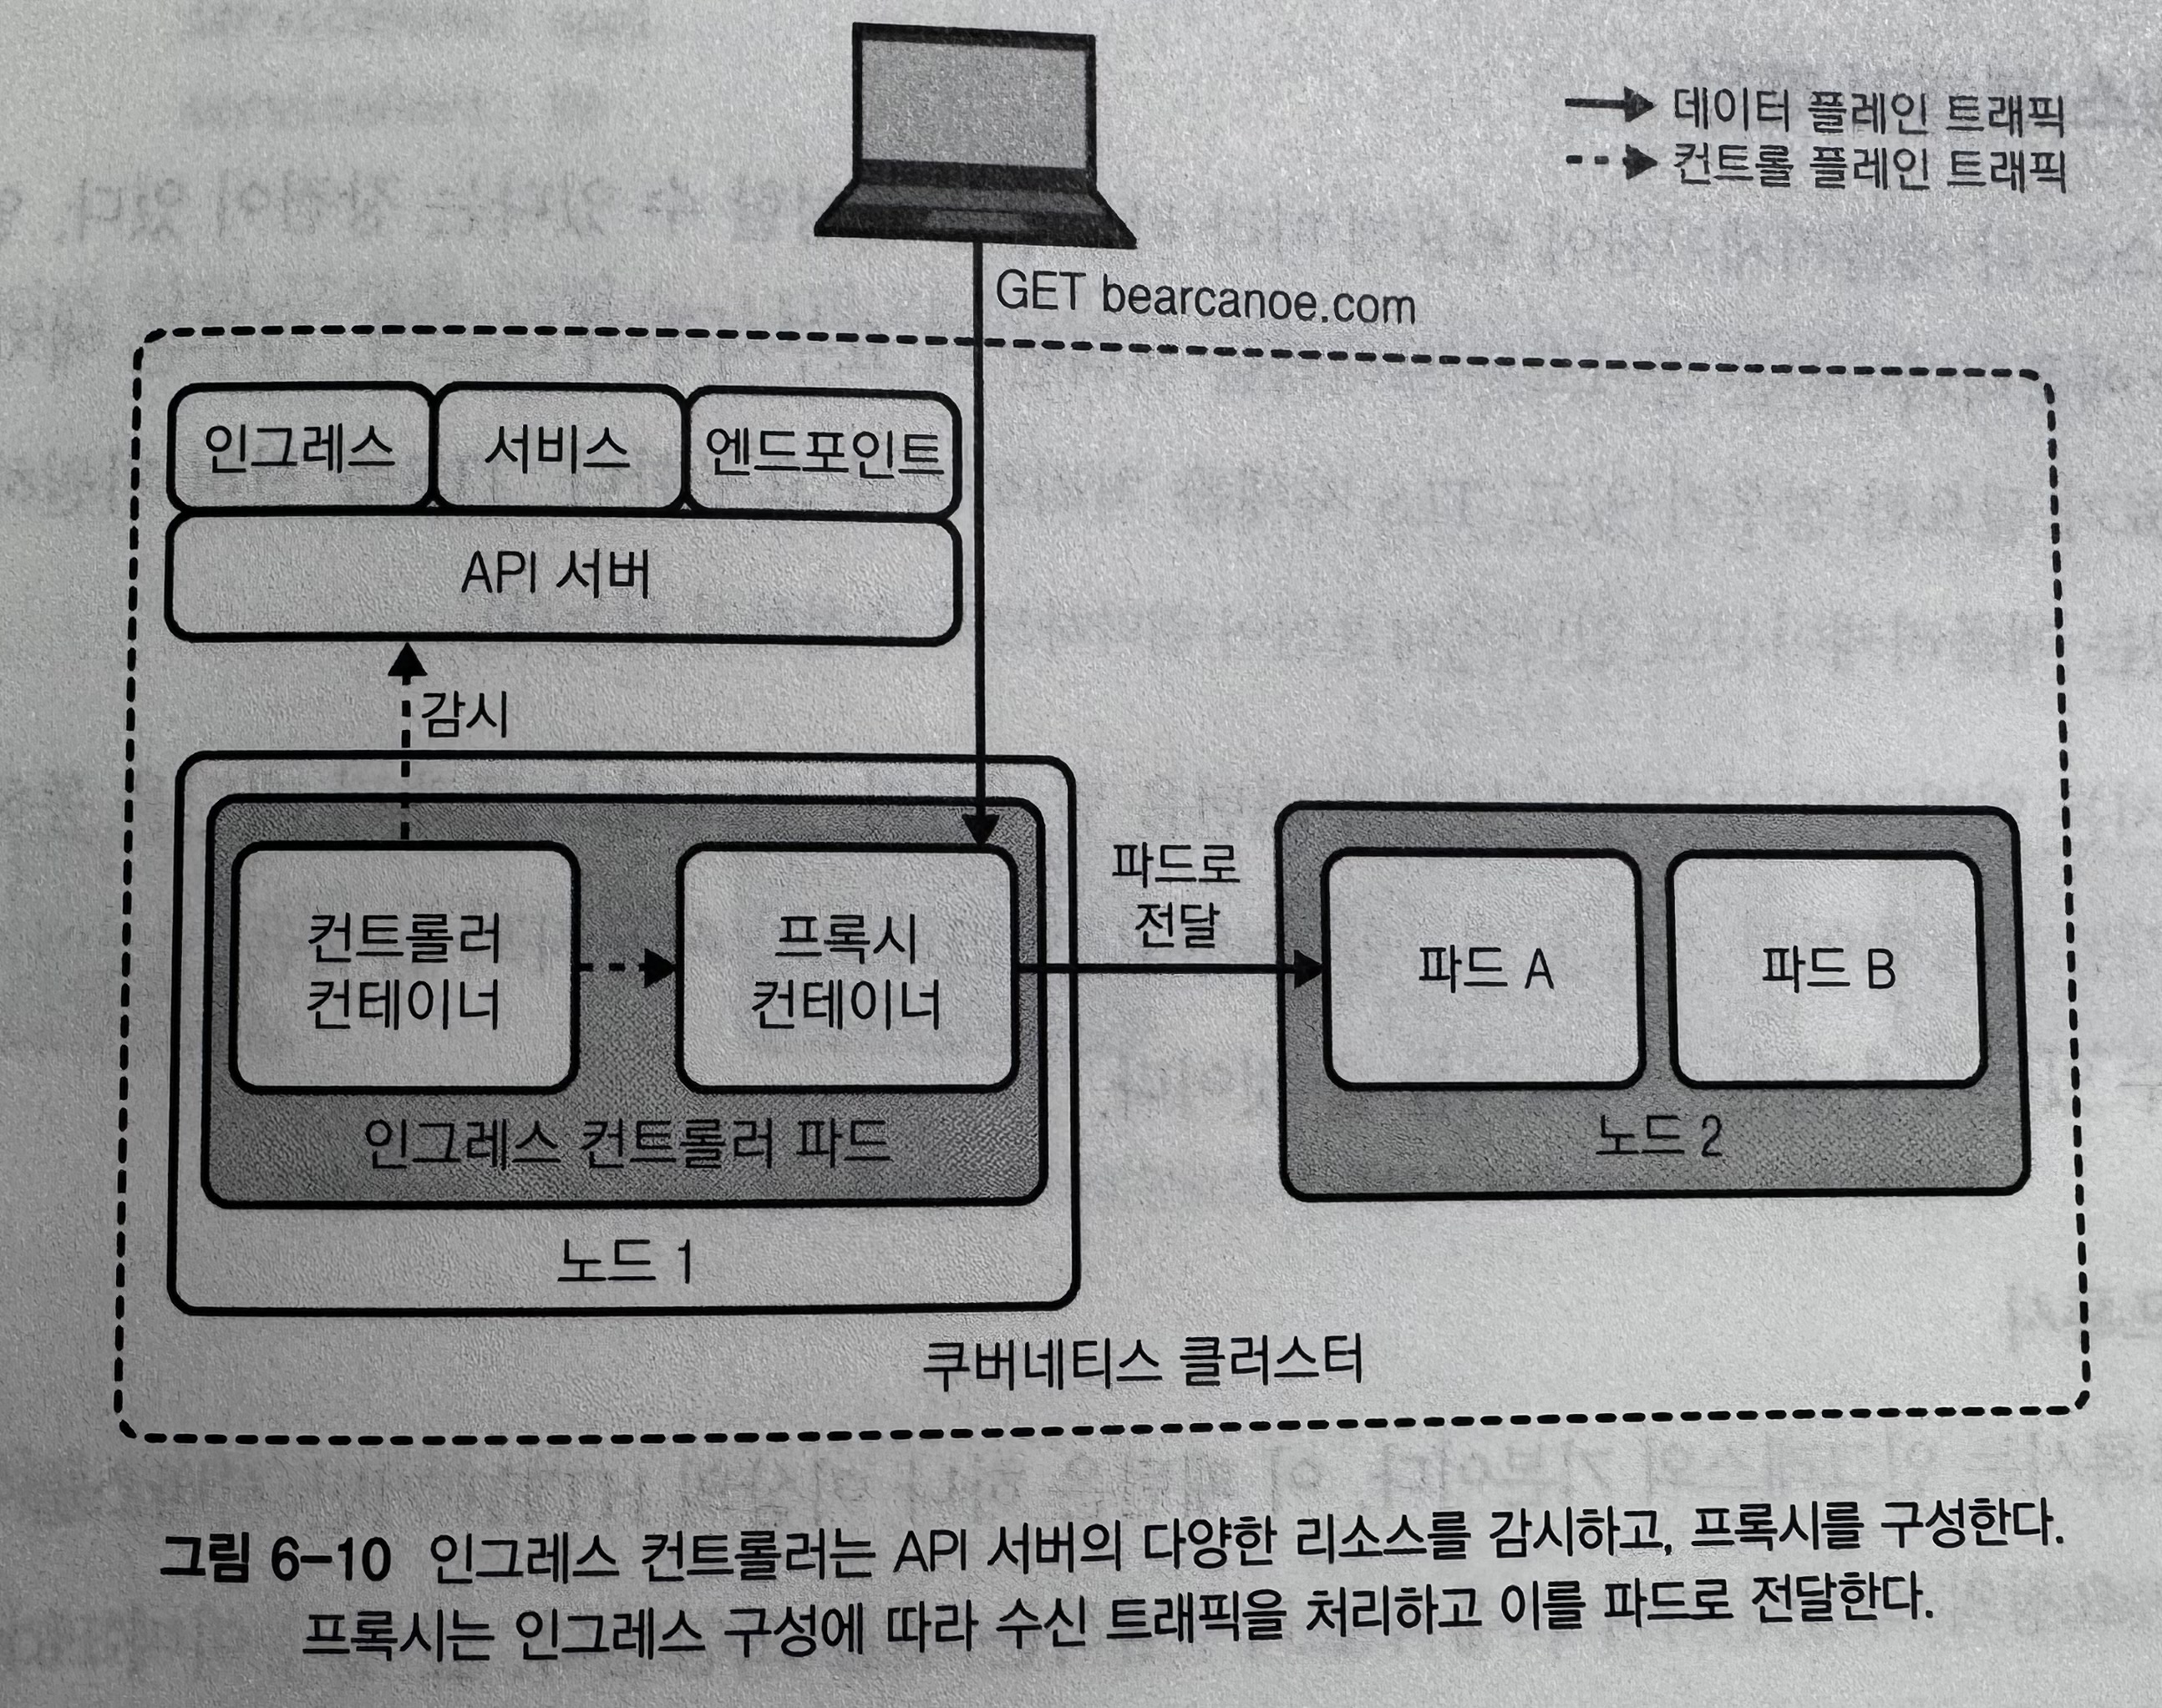 데이터 플레인 트래픽
컨트롤 플레인 트래픽
GET bearcanoe.com
인그레스
서비스
엔드포인트
API 서버
감시
컨트롤러
컨테이너
프록시
컨테이너
인그레스 컨트롤러 파드
노드 1
파드로
전달
파드 A
파드 B
노드 2
쿠버네티스 클러스터
그림 6-10 인그레스 컨트롤러는 API 서버의 다양한 리소스를 감시하고, 프록시를 구성한다.
프록시는 인그레스 구성에 따라 수신 트래픽을 처리하고 이를 파드로 전달한다.